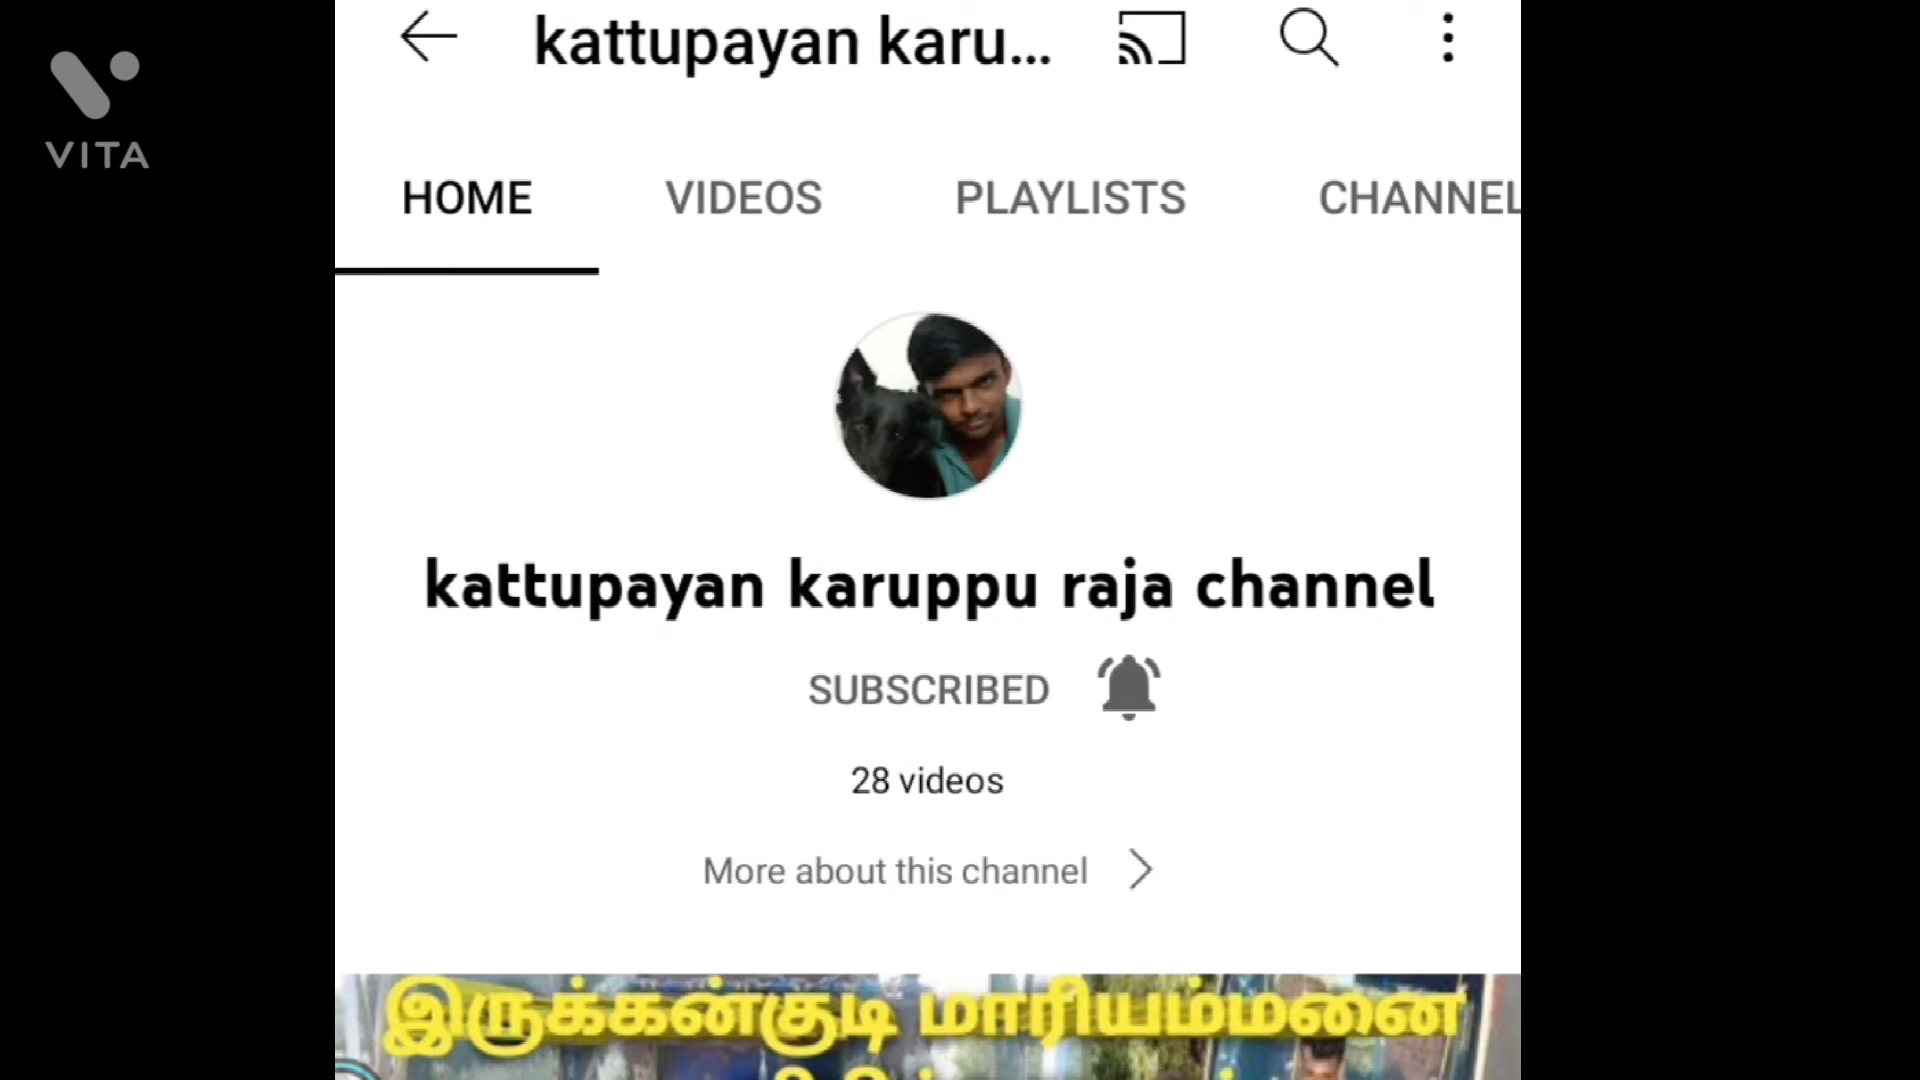 VITA
kattupayan karu...
HOME VIDEOS PLAYLISTS CHANNEL
kattupayan karuppu raja channel
SUBSCRIBED
28 videos
More about this channel
இருக்கன்குடி மாரியம்மனை